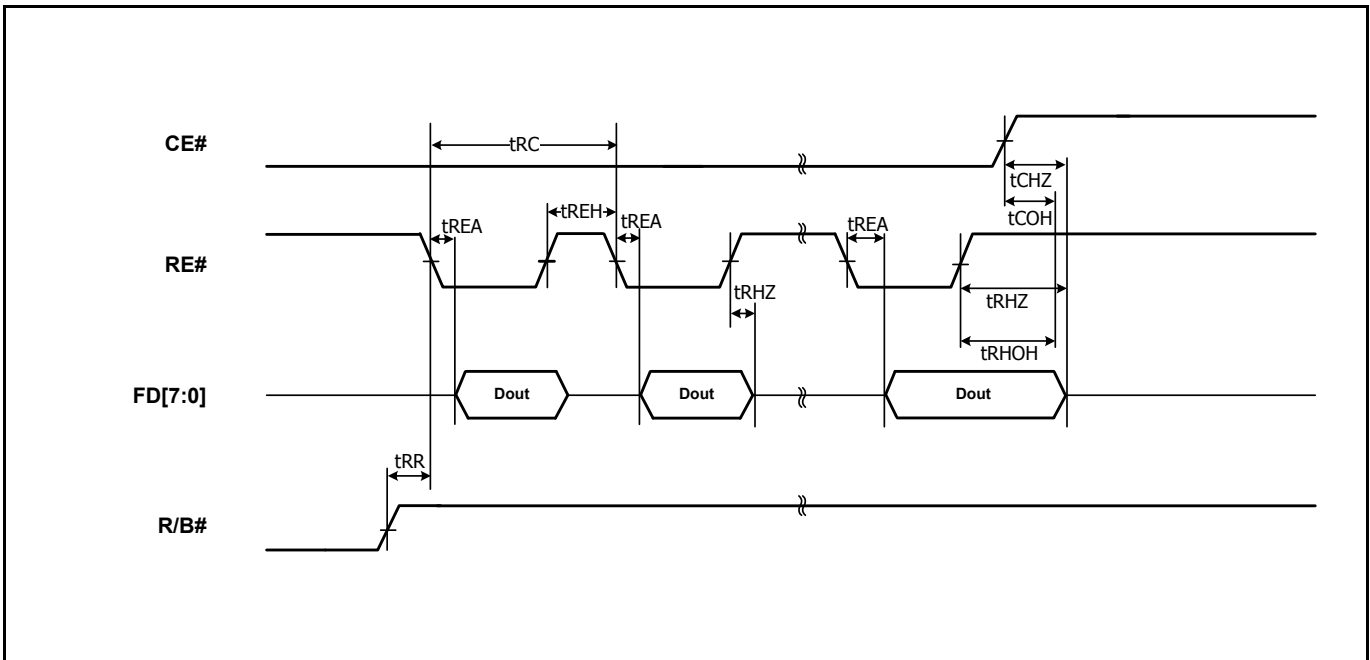 CE#
tRC
tCHZ
tCOH
RE#
tREA
tREH
tREA
tRHZ
tREA
tRHZ
tRHOH
FD[7:0]
Dout
Dout
Dout
tRR
R/B#